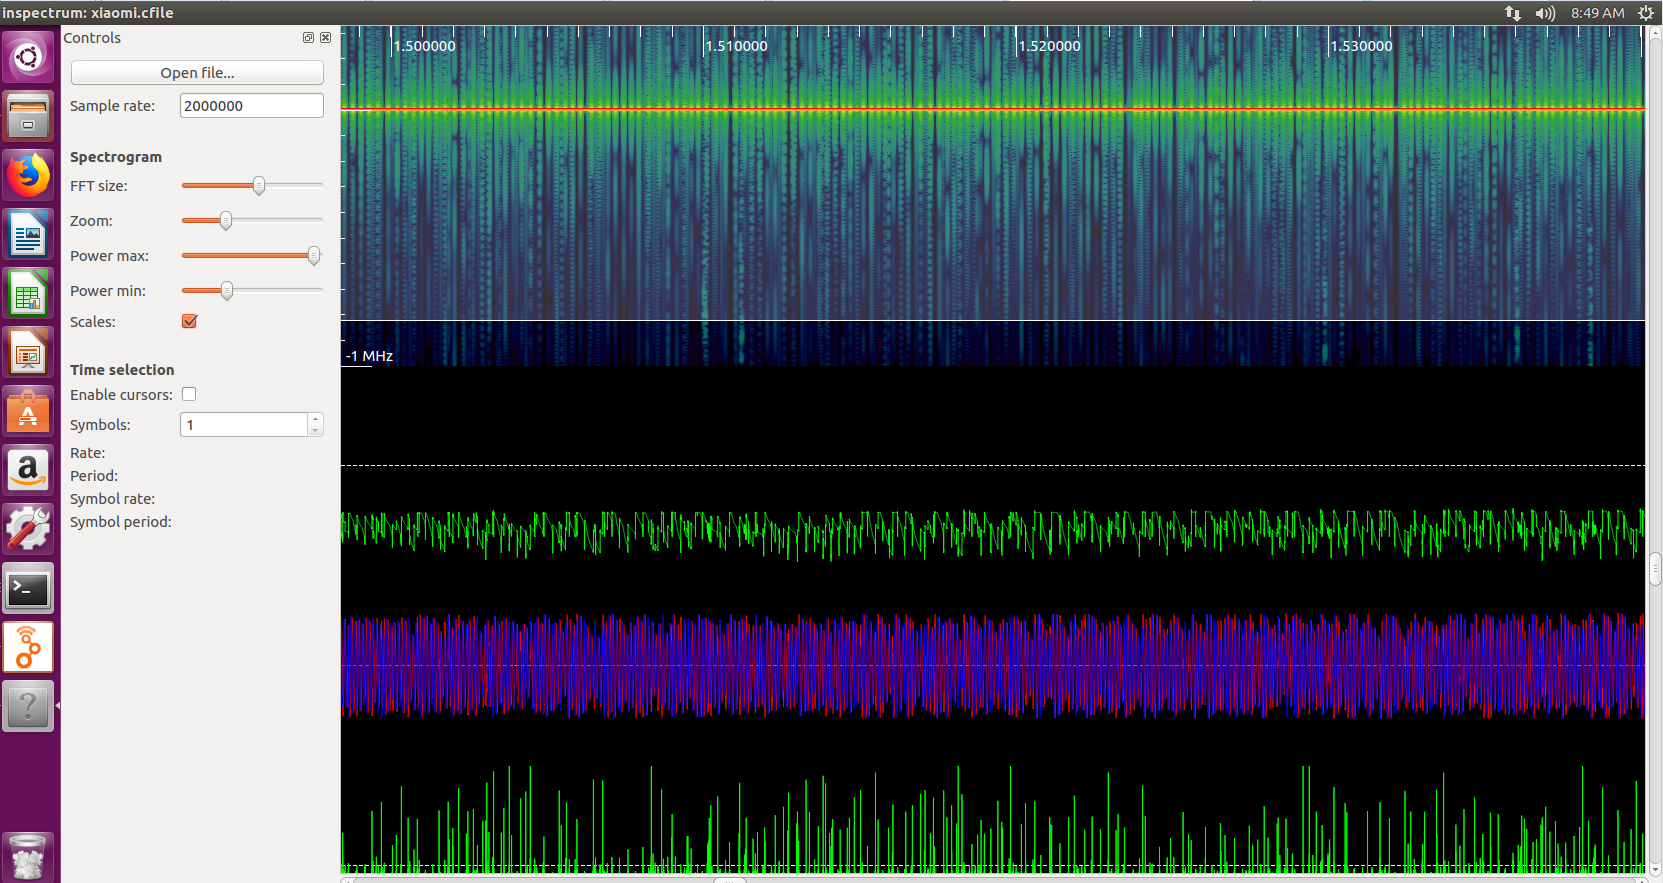 inspectrum: xiaomi.cfile
8:49 AM
Controls
Open file...
Sample rate: 2000000
Spectrogram
FFT size:
Zoom:
Power max:
Power min:
Scales:
Time selection
Enable cursors:
Symbols: 1
Rate:
Period:
Symbol rate:
Symbol period:
1.500000 1.510000 1.520000 1.530000
-1 MHz